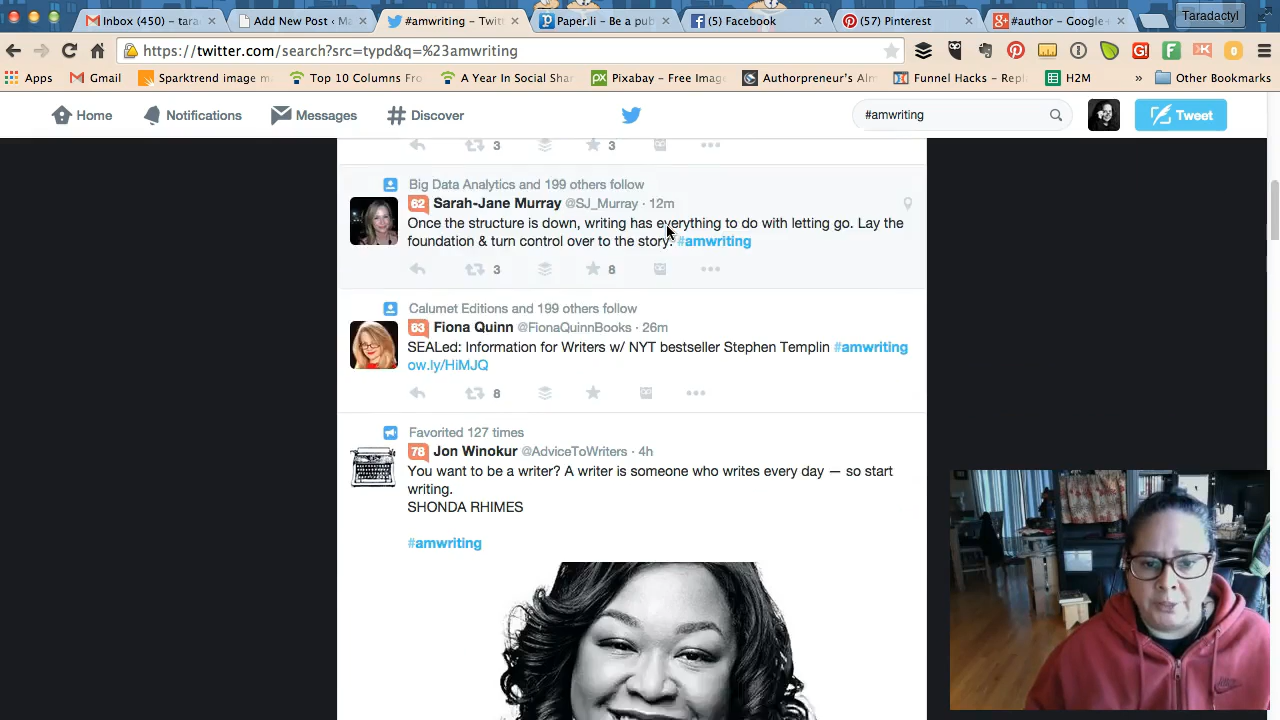 Inbox (450) – tarad
Add New Post ‹ Ma
#amwriting – Twit
Paper.li – Be a pub
(5) Facebook
(57) Pinterest
#author – Google
Taradactyl
https://twitter.com/search?src=typd&q=%23amwriting
Apps
Gmail
Sparktrend image m
Top 10 Columns Fro
A Year In Social Shar
Pixabay – Free Imag
Authorpreneur's Alm
Funnel Hacks – Repl
H2M
»
Other Bookmarks
Home
Notifications
Messages
Discover
#amwriting
Tweet
3 3
Big Data Analytics and 199 others follow
62 Sarah-Jane Murray @SJ_Murray · 12m
Once the structure is down, writing has everything to do with letting go. Lay the
foundation & turn control over to the story. #amwriting
3 8
Calumet Editions and 199 others follow
63 Fiona Quinn @FionaQuinnBooks · 26m
SEALed: Information for Writers w/ NYT bestseller Stephen Templin #amwriting
ow.ly/HiMJQ
8
Favorited 127 times
78 Jon Winokur @AdviceToWriters · 4h
You want to be a writer? A writer is someone who writes every day — so start
writing.
SHONDA RHIMES
#amwriting